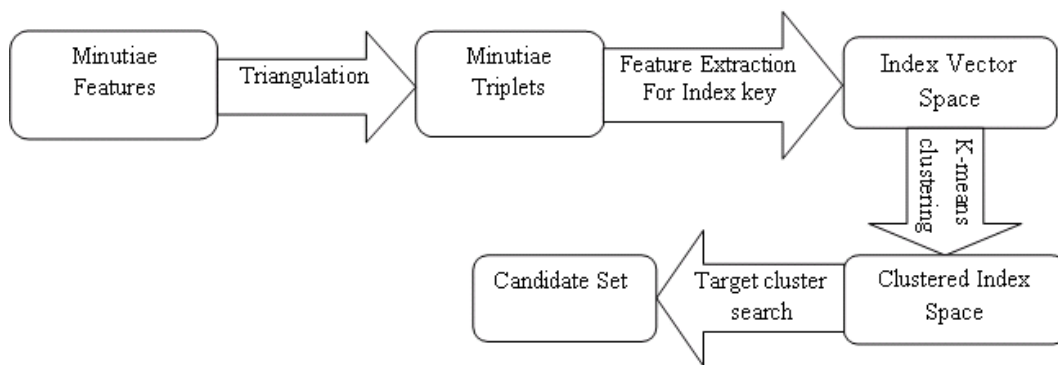 Minutiae
Features
Triangulation
Minutiae
Triplets
Feature Extraction
For Index key
Index Vector
Space
K-means
clustering
Clustered Index
Space
Target cluster
search
Candidate Set